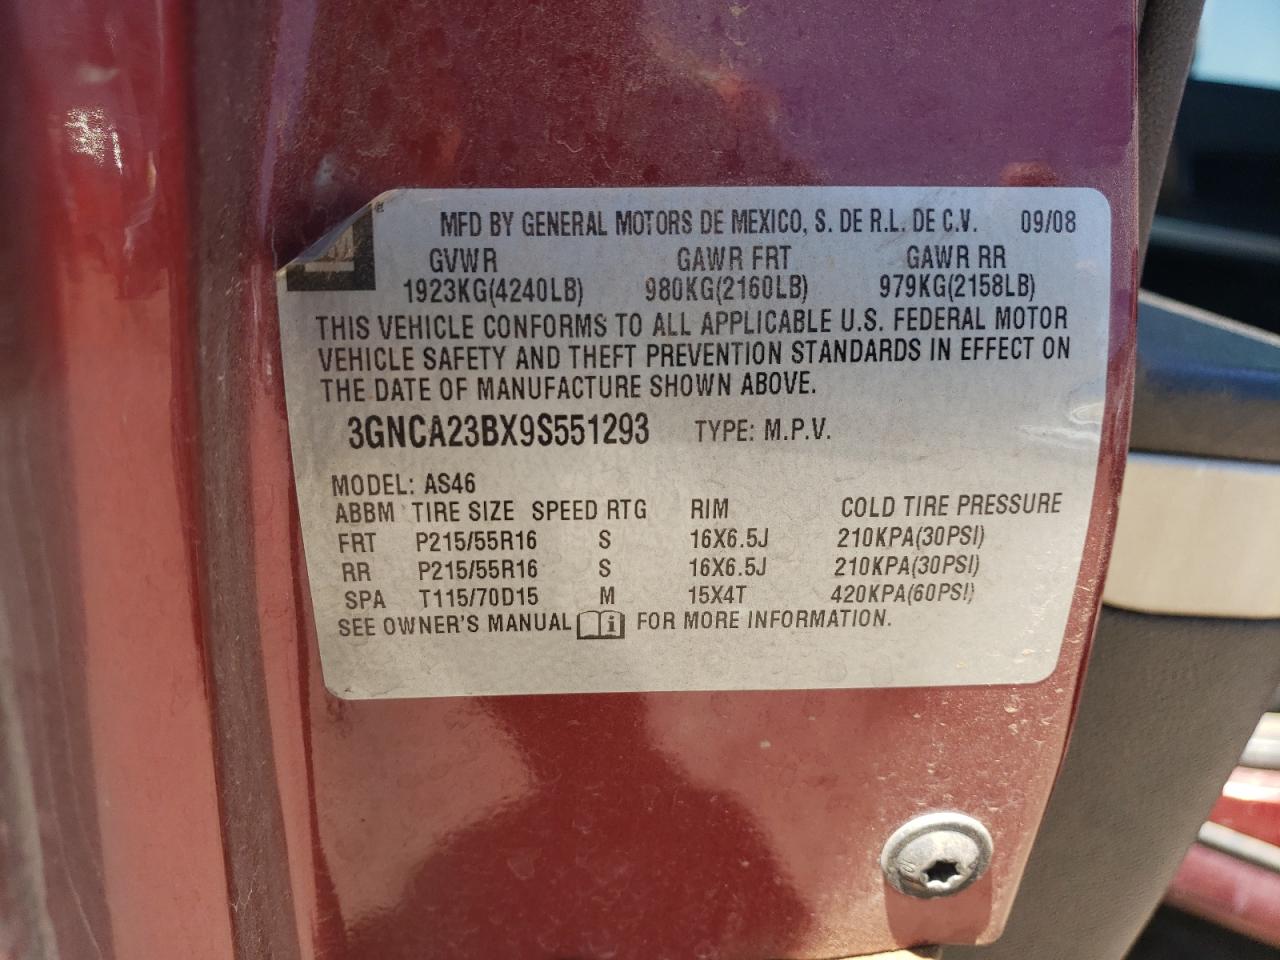 MFD BY GENERAL MOTORS DE MEXICO, S. DE R.L. DE C.V. 09/08
GVWR GAWR FRT GAWR RR
1923KG(4240LB) 980KG(2160LB) 979KG(2158LB)
THIS VEHICLE CONFORMS TO ALL APPLICABLE U.S. FEDERAL MOTOR
VEHICLE SAFETY AND THEFT PREVENTION STANDARDS IN EFFECT ON
THE DATE OF MANUFACTURE SHOWN ABOVE.
3GNCA23BX9S551293 TYPE: M.P.V.
MODEL: AS46
ABBM TIRE SIZE SPEED RTG RIM COLD TIRE PRESSURE
FRT P215/55R16 S 16X6.5J 210KPA(30PSI)
RR P215/55R16 S 16X6.5J 210KPA(30PSI)
SPA T115/70D15 M 15X4T 420KPA(60PSI)
SEE OWNER'S MANUAL i FOR MORE INFORMATION.